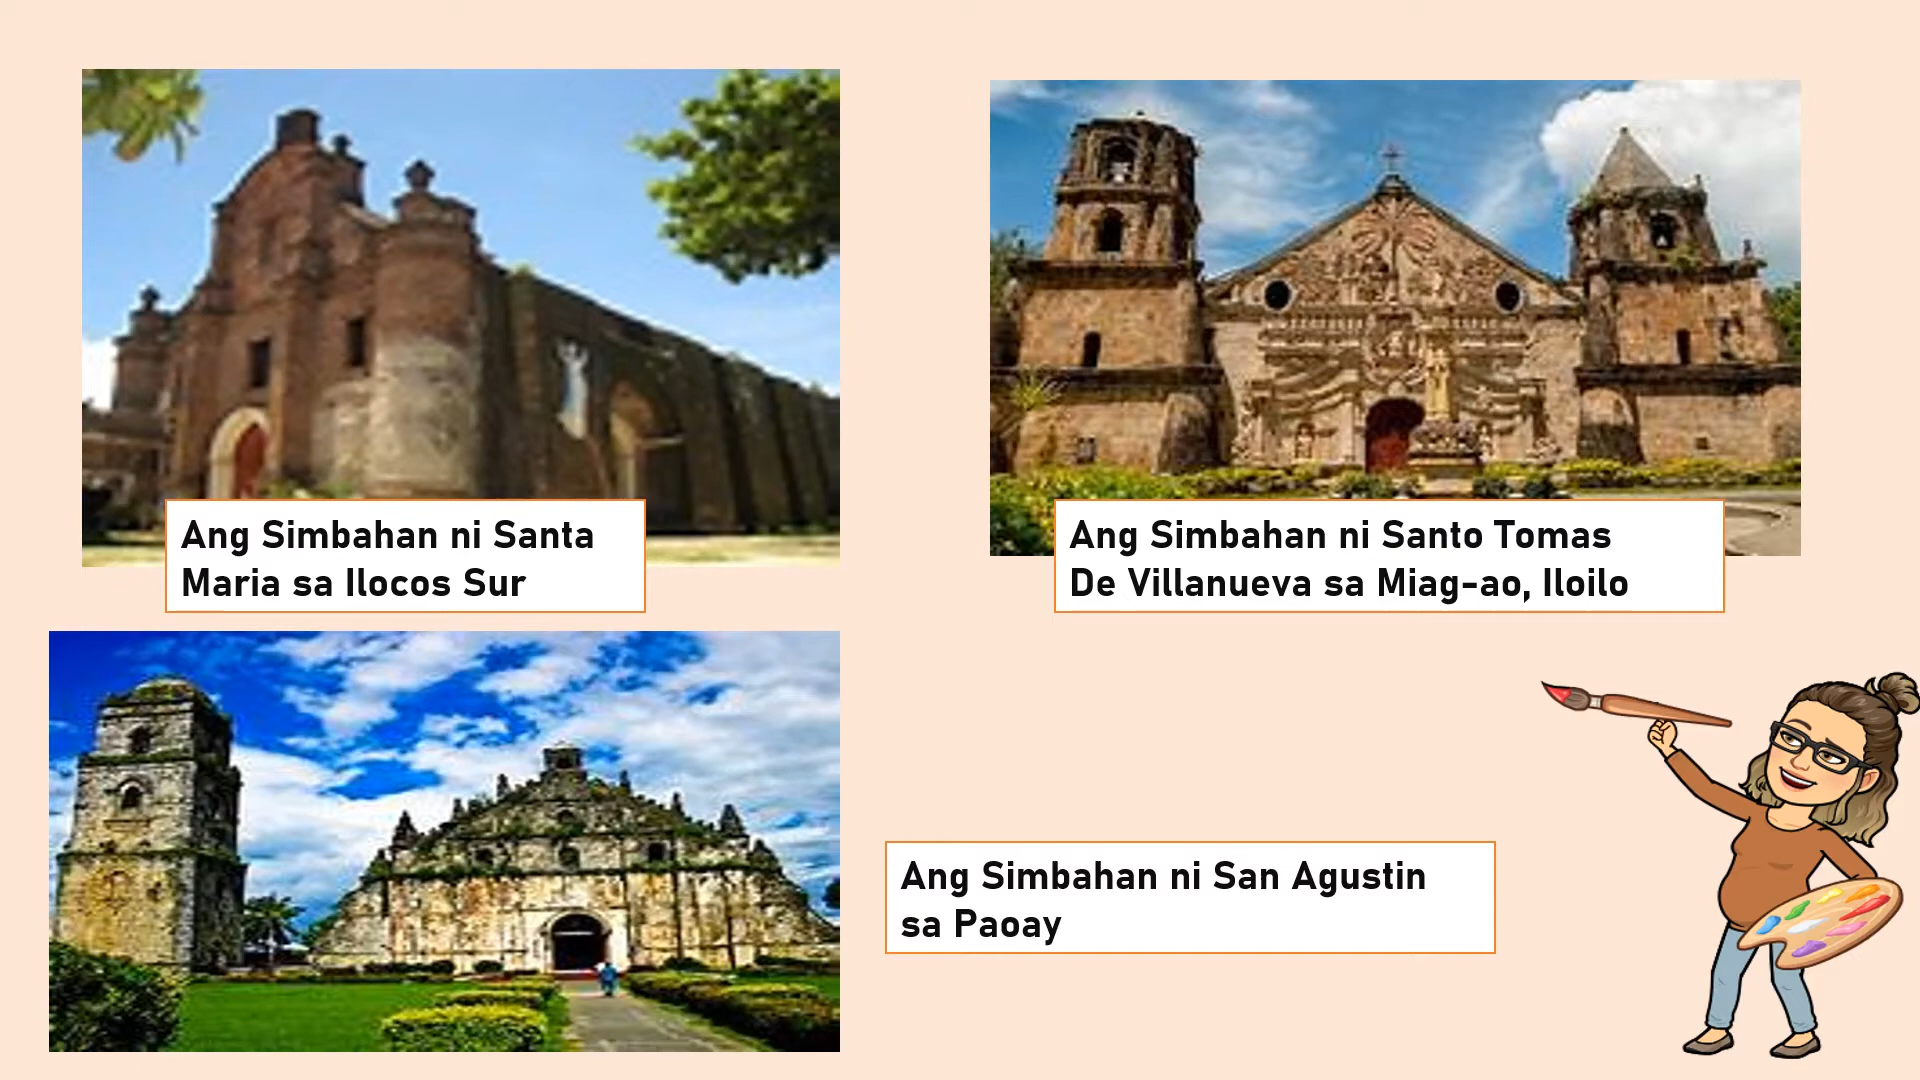 Ang Simbahan ni Santa
Maria sa Ilocos Sur
Ang Simbahan ni Santo Tomas
De Villanueva sa Miag-ao, Iloilo
Ang Simbahan ni San Agustin
sa Paoay